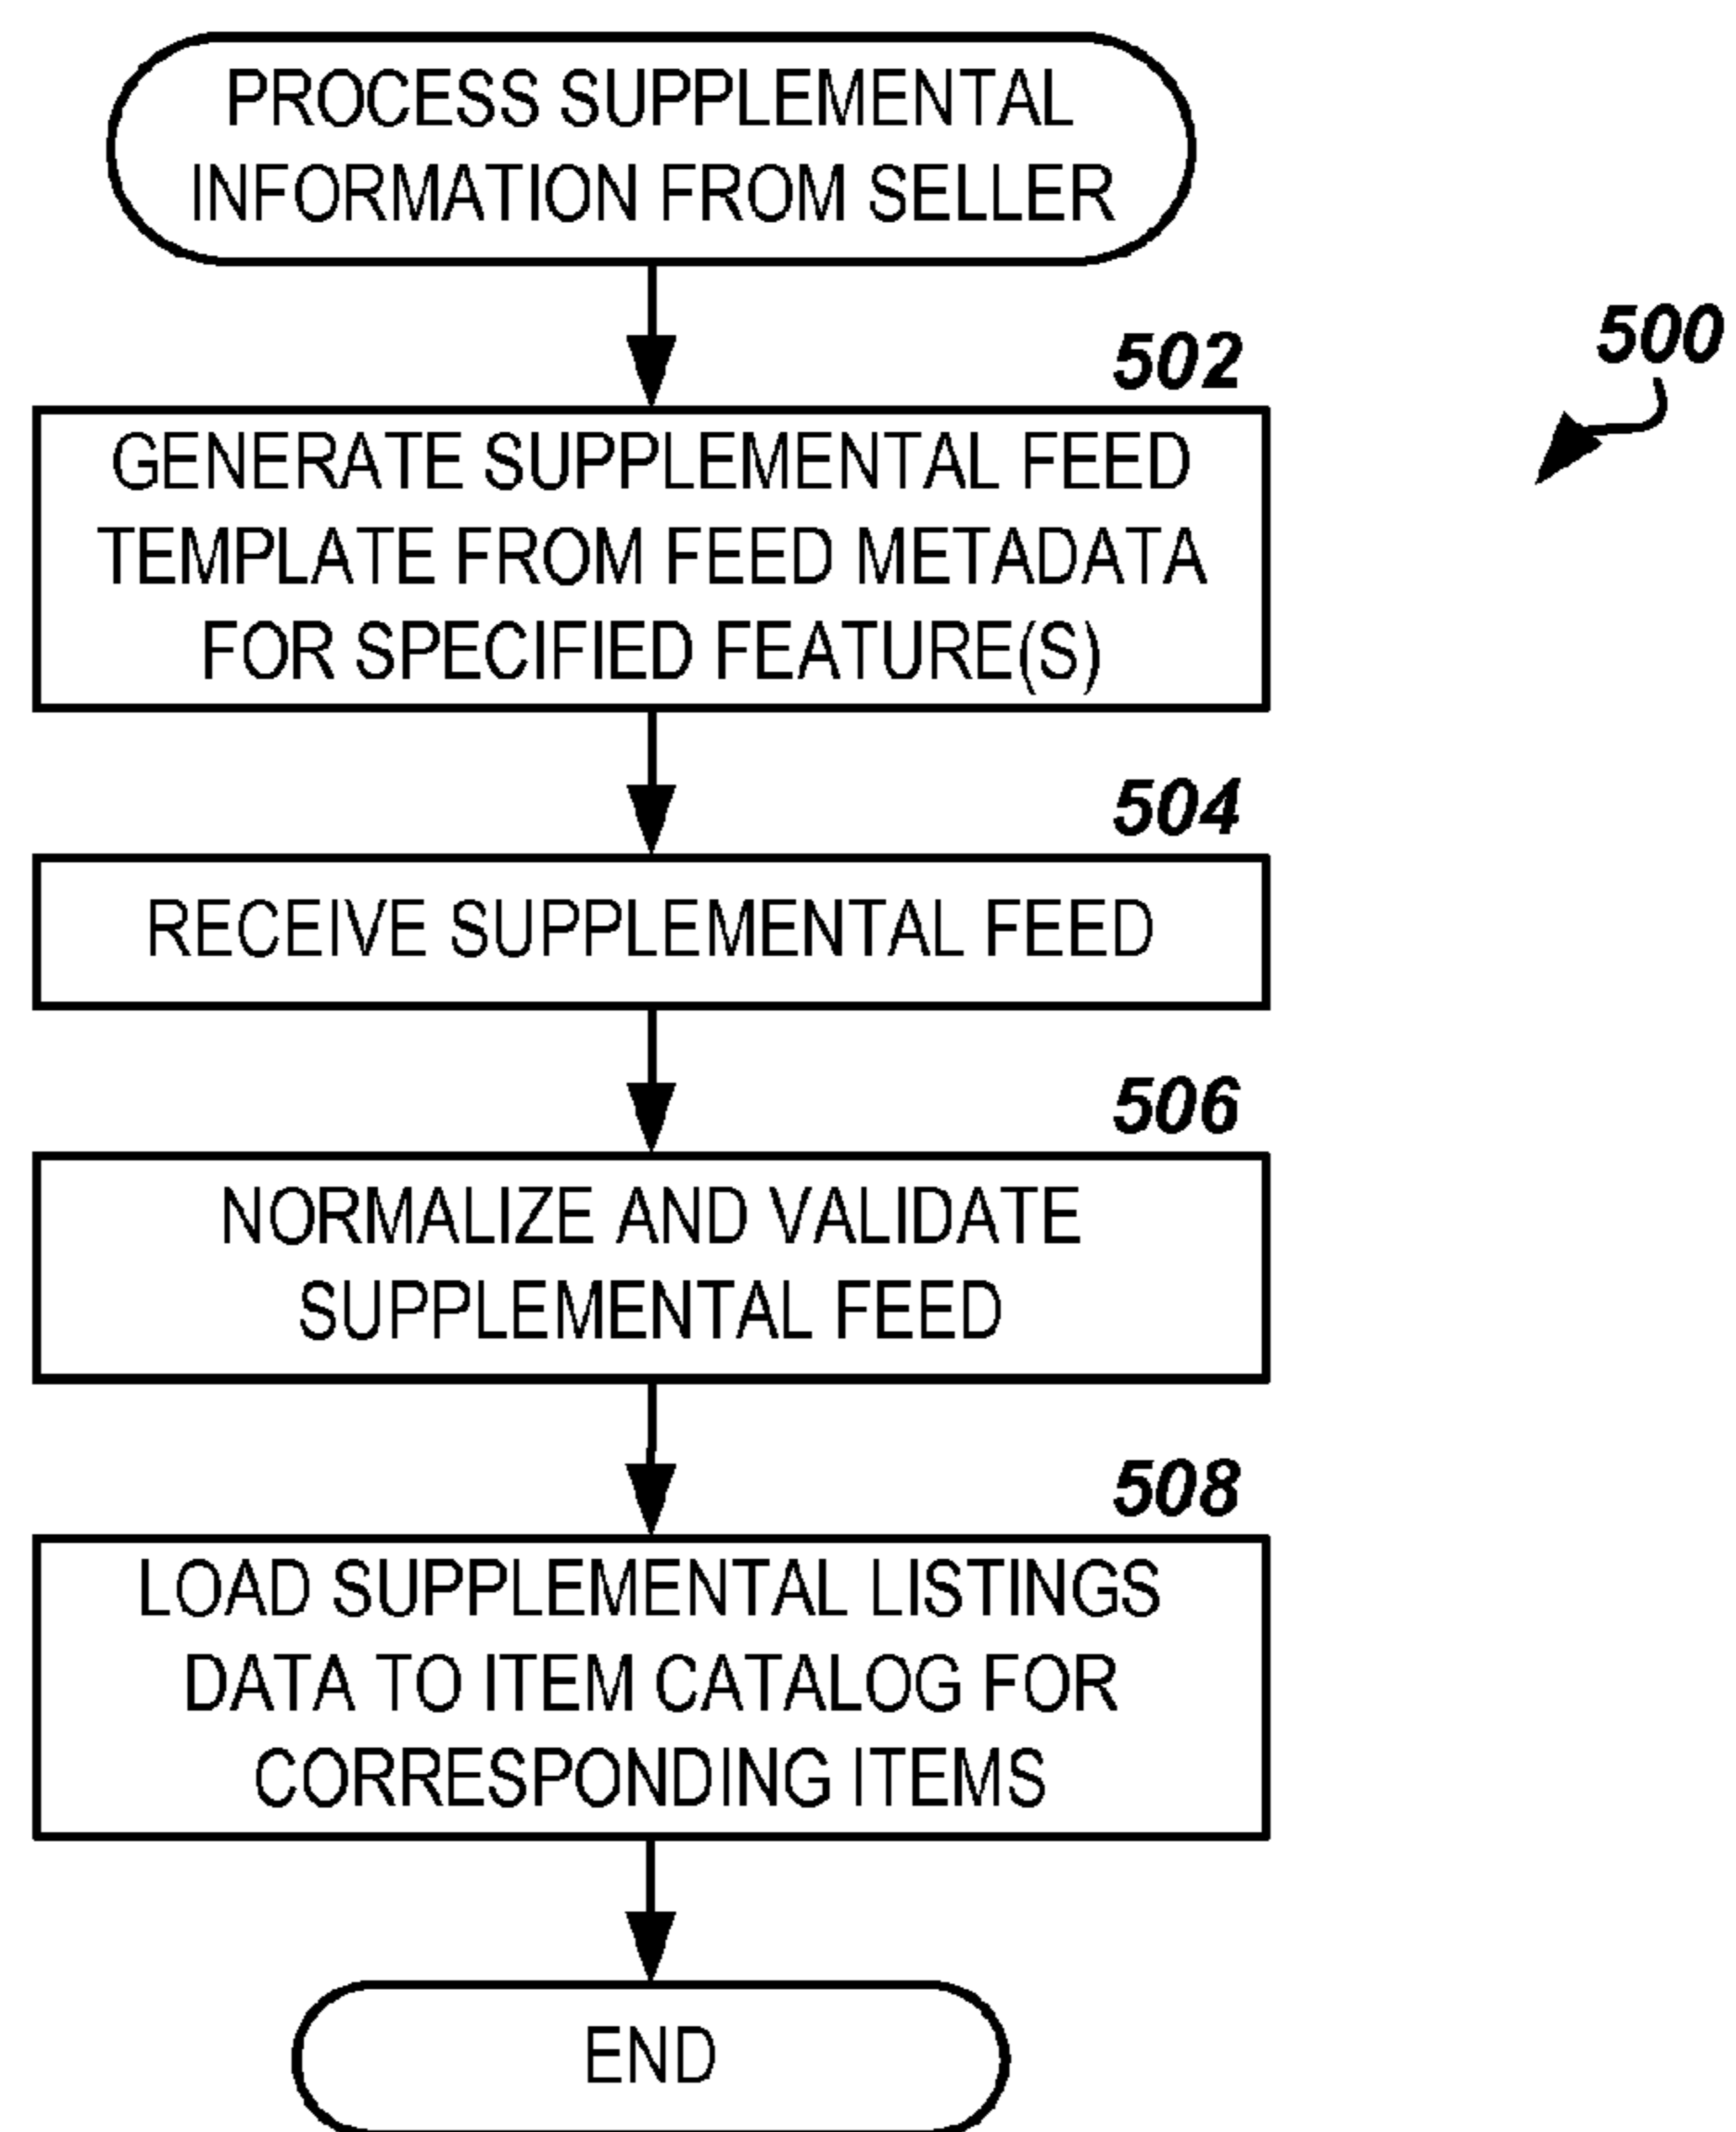 PROCESS SUPPLEMENTAL
INFORMATION FROM SELLER
500
502
GENERATE SUPPLEMENTAL FEED
TEMPLATE FROM FEED METADATA
FOR SPECIFIED FEATURE(S)
504
RECEIVE SUPPLEMENTAL FEED
506
NORMALIZE AND VALIDATE
SUPPLEMENTAL FEED
508
LOAD SUPPLEMENTAL LISTINGS
DATA TO ITEM CATALOG FOR
CORRESPONDING ITEMS
END